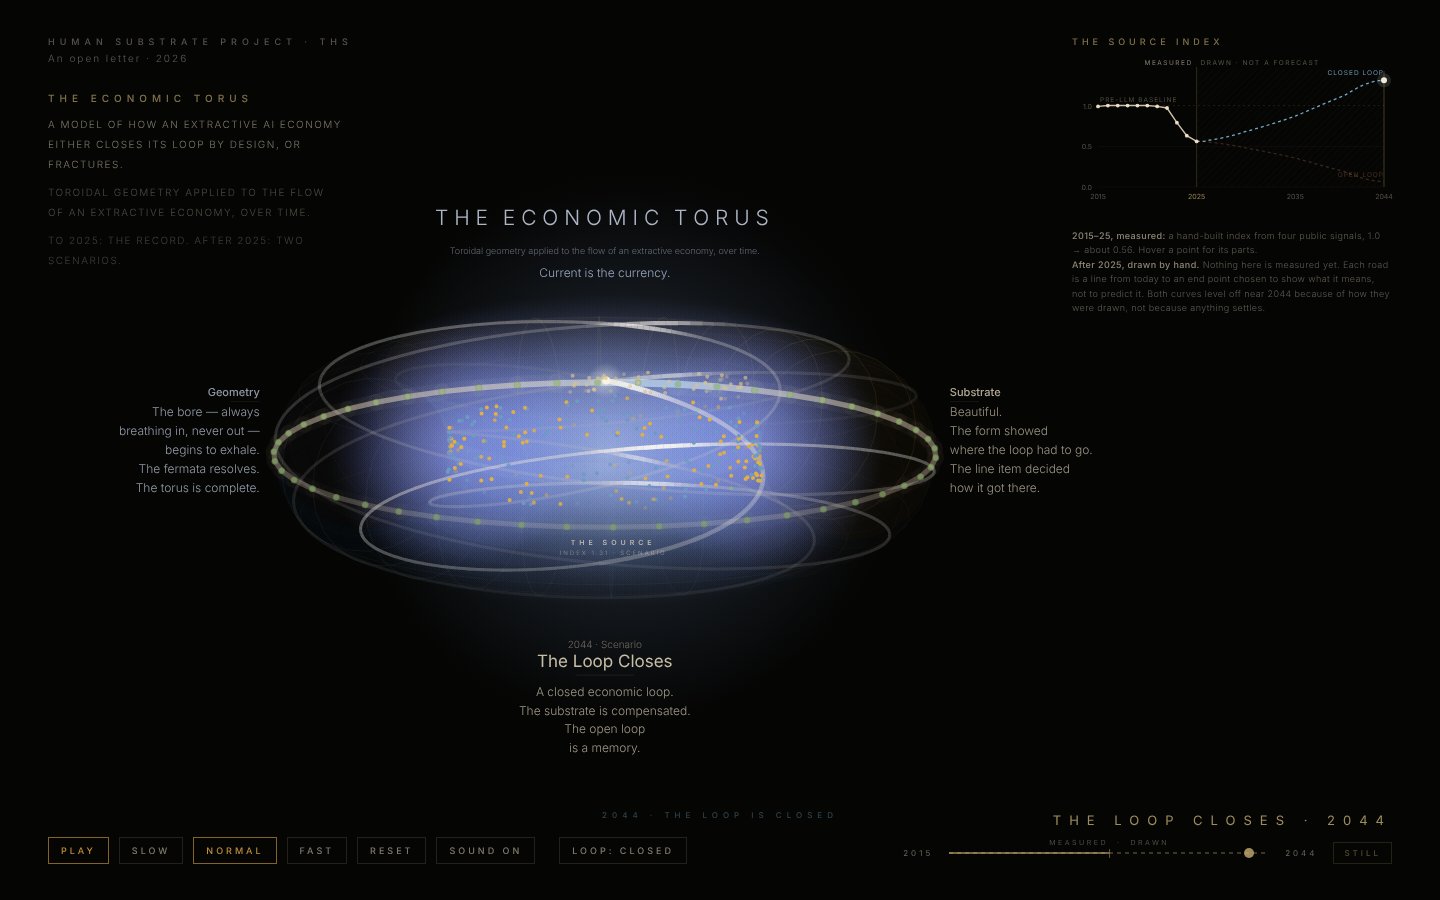 HUMAN SUBSTRATE PROJECT · THS
An open letter · 2026
THE ECONOMIC TORUS
A MODEL OF HOW AN EXTRACTIVE AI ECONOMY
EITHER CLOSES ITS LOOP BY DESIGN, OR
FRACTURES.
TOROIDAL GEOMETRY APPLIED TO THE FLOW
OF AN EXTRACTIVE ECONOMY, OVER TIME.
TO 2025: THE RECORD. AFTER 2025: TWO
SCENARIOS.
THE SOURCE INDEX
MEASURED DRAWN · NOT A FORECAST
CLOSED LOOP
PRE-LLM BASELINE
1.0
0.5
OPEN LOOP
0.0
2015 2025 2035 2044
2015–25, measured: a hand-built index from four public signals, 1.0
→ about 0.56. Hover a point for its parts.
After 2025, drawn by hand. Nothing here is measured yet. Each road
is a line from today to an end point chosen to show what it means,
not to predict it. Both curves level off near 2044 because of how they
were drawn, not because anything settles.
THE ECONOMIC TORUS
Toroidal geometry applied to the flow of an extractive economy, over time.
Current is the currency.
Geometry
The bore — always
breathing in, never out —
begins to exhale.
The fermata resolves.
The torus is complete.
Substrate
Beautiful.
The form showed
where the loop had to go.
The line item decided
how it got there.
THE SOURCE
INDEX 1.31 · SCENARIO
2044 · Scenario
The Loop Closes
A closed economic loop.
The substrate is compensated.
The open loop
is a memory.
2044 · THE LOOP IS CLOSED
THE LOOP CLOSES · 2044
PLAY SLOW NORMAL FAST RESET SOUND ON LOOP: CLOSED
MEASURED · DRAWN
2015 2044 STILL